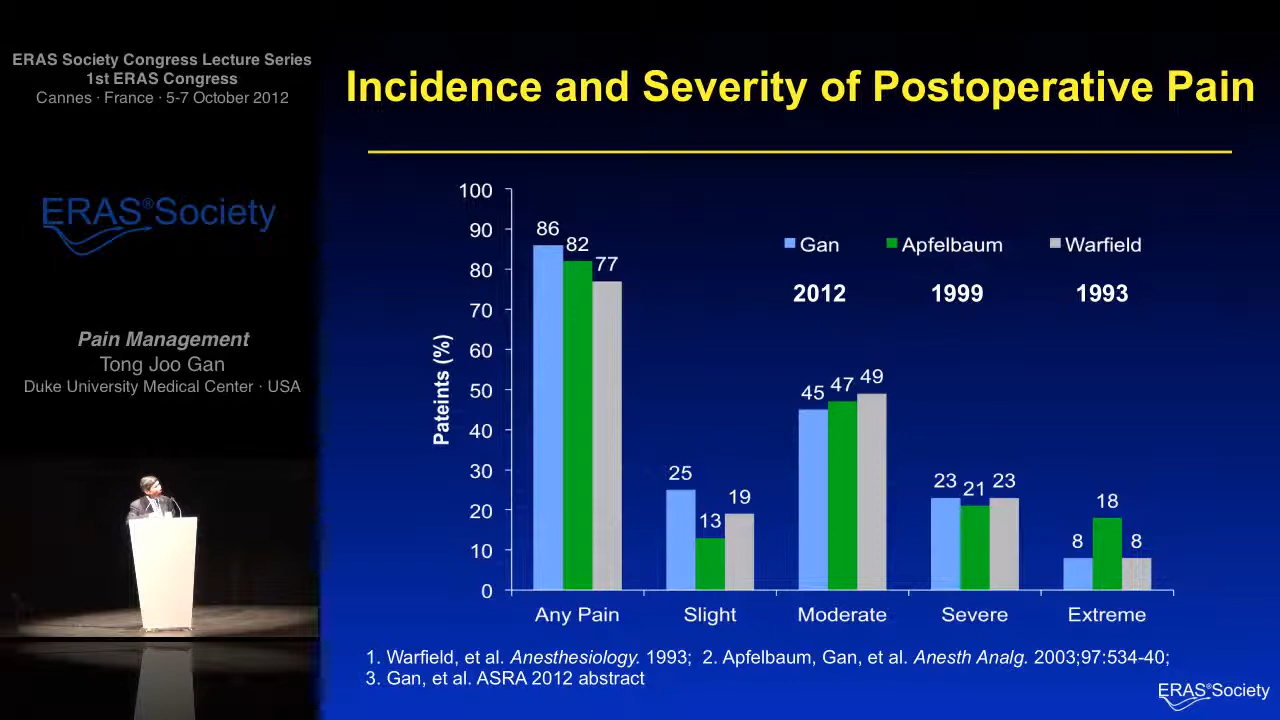 ERAS Society Congress Lecture Series
1st ERAS Congress
Cannes · France · 5-7 October 2012
ERAS®Society
Pain Management
Tong Joo Gan
Duke University Medical Center · USA
Incidence and Severity of Postoperative Pain
Pateints (%)
100
90
80
70
60
50
40
30
20
10
0
86 82 77
25 13 19
45 47 49
23 21 23
8 18 8
Gan Apfelbaum Warfield
2012 1999 1993
Any Pain Slight Moderate Severe Extreme
1. Warfield, et al. Anesthesiology. 1993; 2. Apfelbaum, Gan, et al. Anesth Analg. 2003;97:534-40;
3. Gan, et al. ASRA 2012 abstract
ERAS®Society